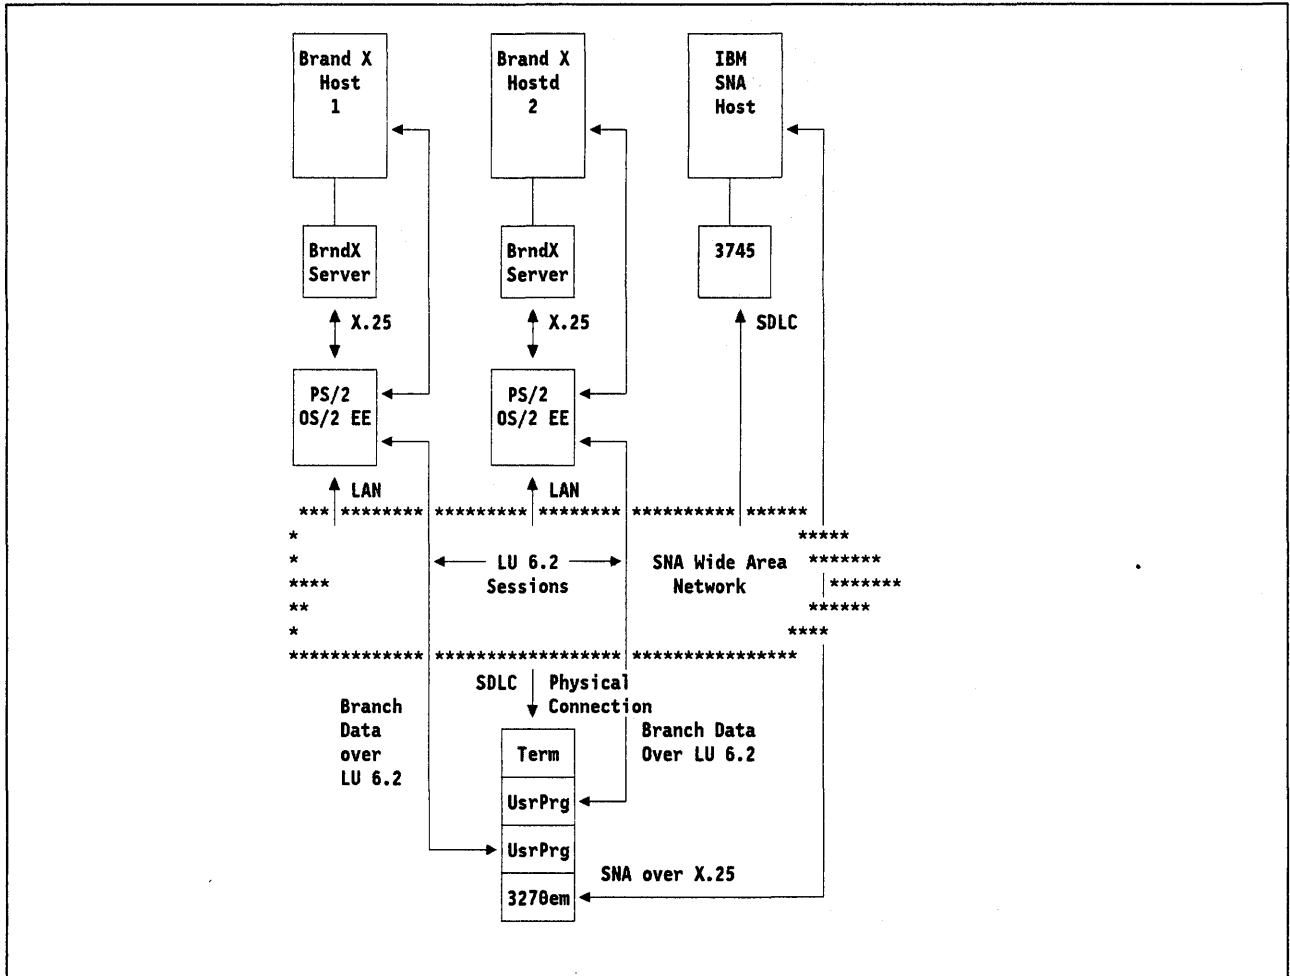 Brand X
Host
1
Brand X
Hostd
2
IBM
SNA
Host
BrndX
Server
BrndX
Server
3745
X.25
X.25
SDLC
PS/2
OS/2 EE
PS/2
OS/2 EE
LAN
LAN
*** ******** ********* ******** ********** ******
* *****
* LU 6.2 SNA Wide Area *******
**** Sessions Network *******
** ******
* ****
************* ****************** ****************
SDLC
Physical
Connection
Branch
Data
over
LU 6.2
Branch Data
Over LU 6.2
Term
UsrPrg
UsrPrg
SNA over X.25
3270em